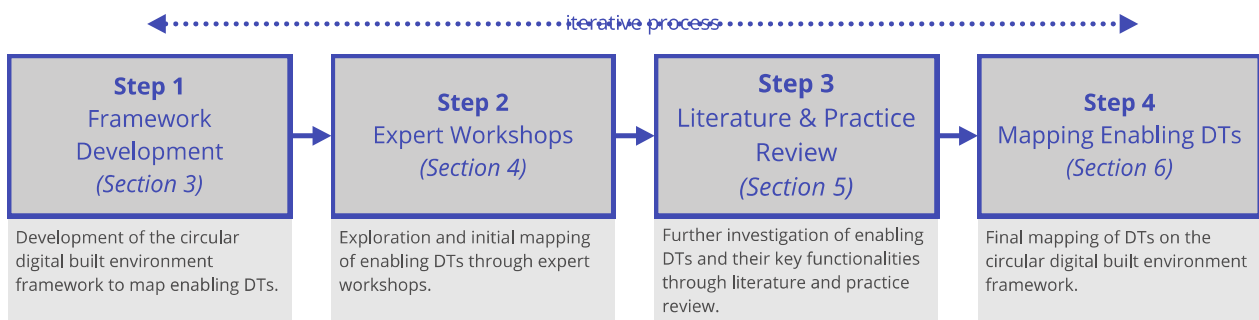 iterative process
Step 1
Framework
Development
(Section 3)
Step 2
Expert Workshops
(Section 4)
Step 3
Literature & Practice
Review
(Section 5)
Step 4
Mapping Enabling DTs
(Section 6)
Development of the circular
digital built environment
framework to map enabling DTs.
Exploration and initial mapping
of enabling DTs through expert
workshops.
Further investigation of enabling
DTs and their key functionalities
through literature and practice
review.
Final mapping of DTs on the
circular digital built environment
framework.